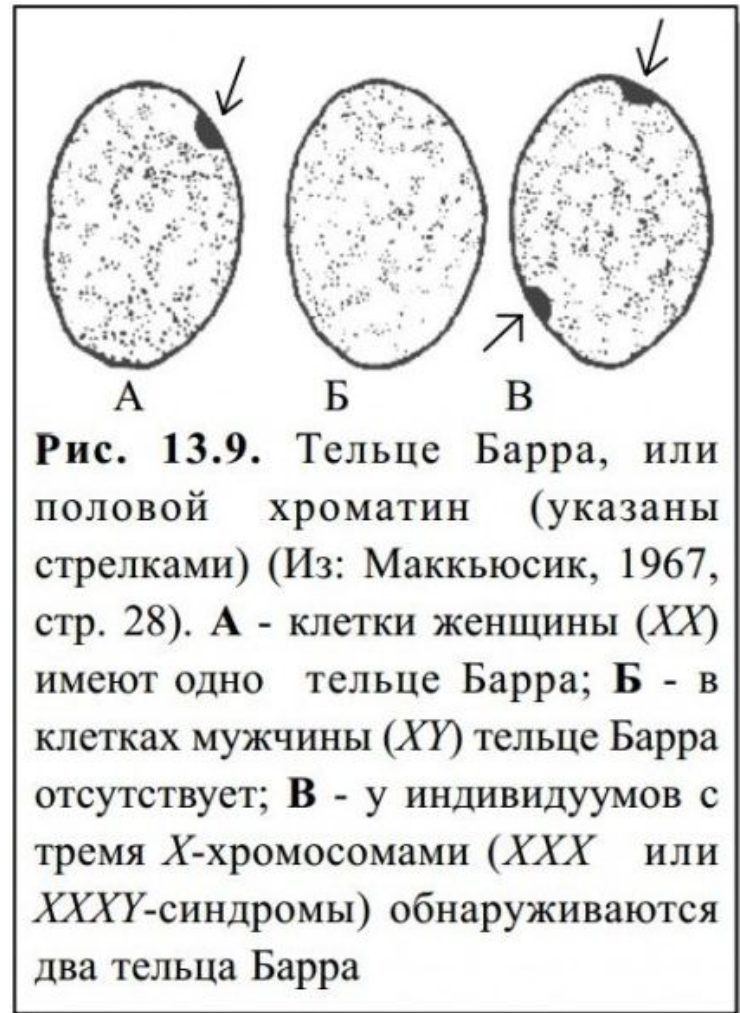 А Б В
Рис. 13.9. Тельце Барра, или
половой хроматин (указаны
стрелками) (Из: Маккьюсик, 1967,
стр. 28). А - клетки женщины (XX)
имеют одно тельце Барра; Б - в
клетках мужчины (XY) тельце Барра
отсутствует; В - у индивидуумов с
тремя X-хромосомами (XXX или
XXXY-синдромы) обнаруживаются
два тельца Барра